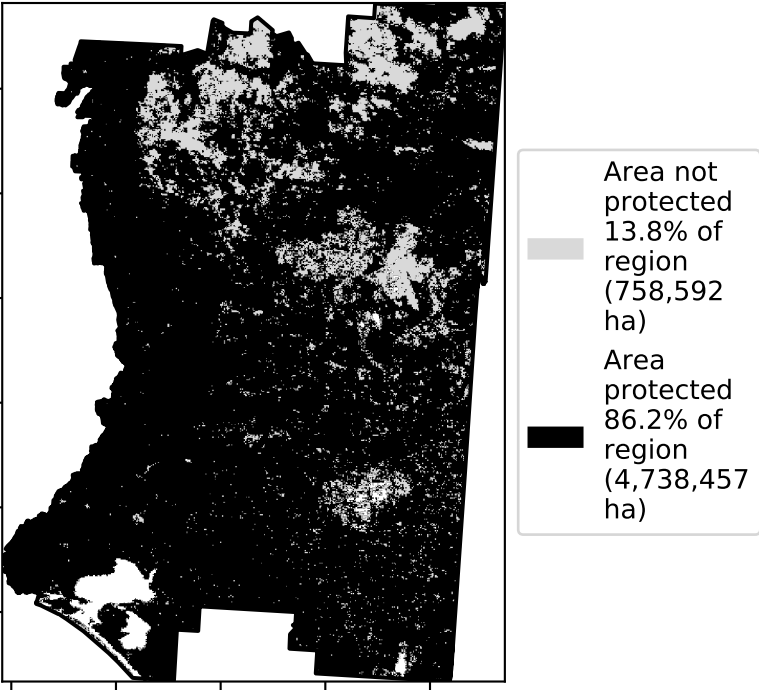 Area not
protected
13.8% of
region
(758,592
ha)
Area
protected
86.2% of
region
(4,738,457
ha)